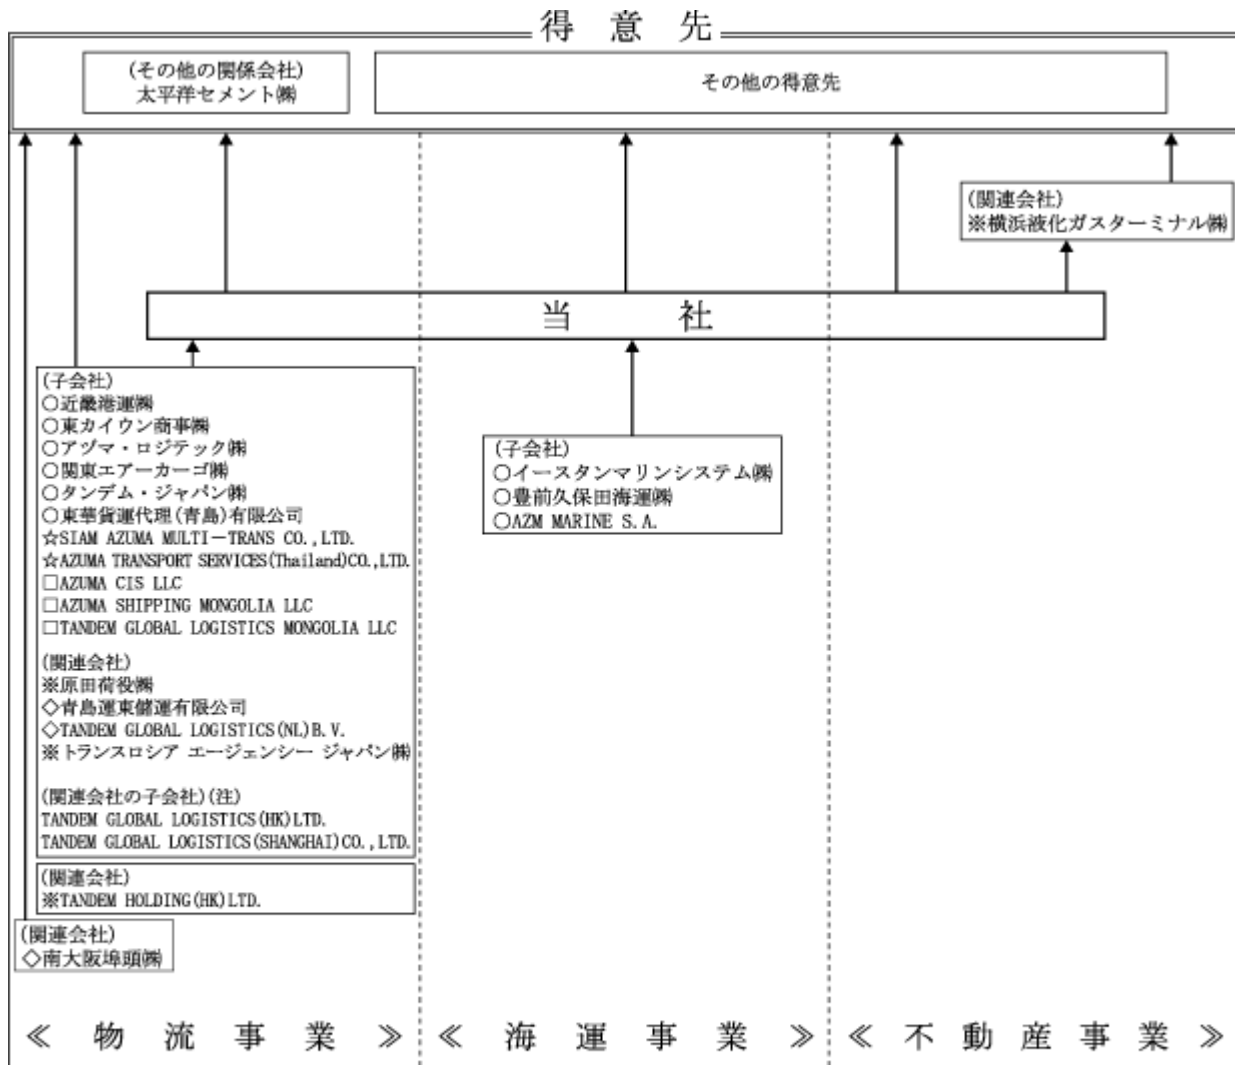 得意先
(その他の関係会社)
太平洋セメント㈱
その他の得意先
(関連会社)
※横浜液化ガスターミナル㈱
当社
(子会社)
○近畿港運㈱
○東カイウン商事㈱
○アヅマ・ロジテック㈱
○関東エアーカーゴ㈱
○タンデム・ジャパン㈱
○東華貨運代理(青島)有限公司
☆SIAM AZUMA MULTI－TRANS CO.,LTD.
☆AZUMA TRANSPORT SERVICES(Thailand)CO.,LTD.
□AZUMA CIS LLC
□AZUMA SHIPPING MONGOLIA LLC
□TANDEM GLOBAL LOGISTICS MONGOLIA LLC
(関連会社)
※原田荷役㈱
◇青島運東儲運有限公司
◇TANDEM GLOBAL LOGISTICS(NL)B.V.
※トランスロシア エージェンシー ジャパン㈱
(関連会社の子会社)(注)
TANDEM GLOBAL LOGISTICS(HK)LTD.
TANDEM GLOBAL LOGISTICS(SHANGHAI)CO.,LTD.
(関連会社)
※TANDEM HOLDING(HK)LTD.
(関連会社)
◇南大阪埠頭㈱
(子会社)
○イースタンマリンシステム㈱
○豊前久保田海運㈱
○AZM MARINE S.A.
≪物流事業≫
≪海運事業≫
≪不動産事業≫